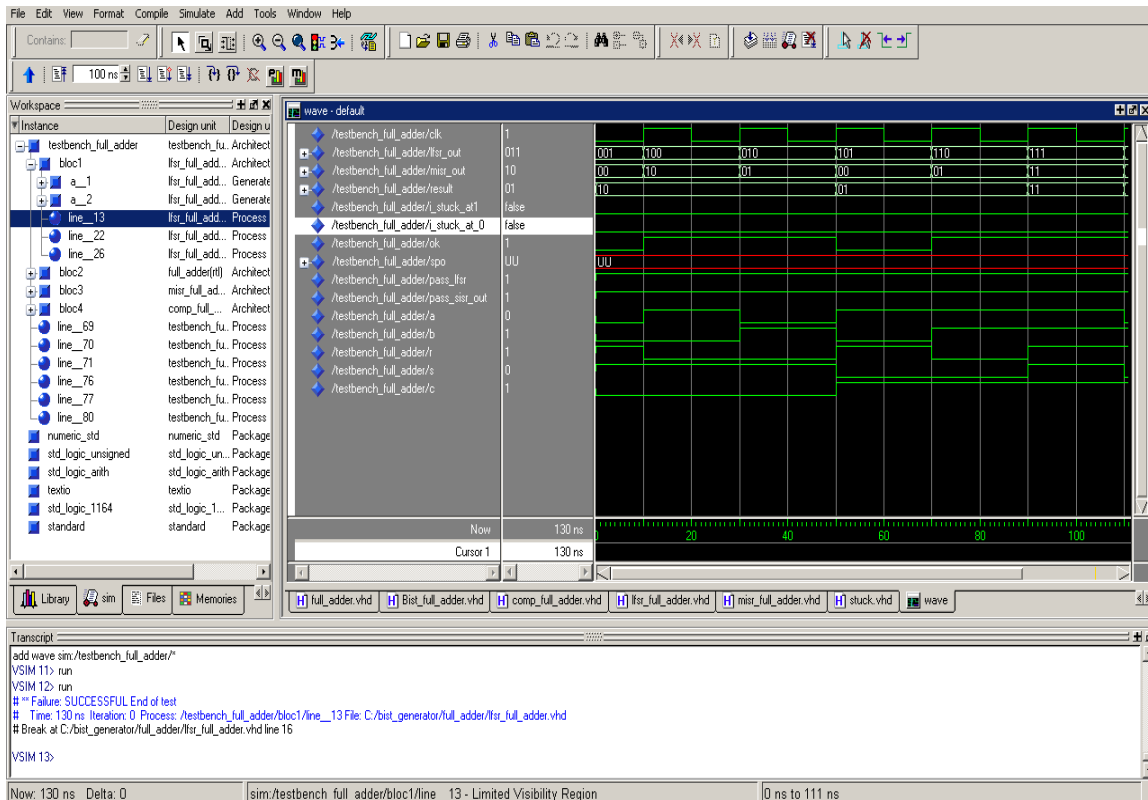 File Edit View Format Compile Simulate Add Tools Window Help
Contains:
100 ns
Workspace
Instance Design unit Design u
testbench_full_adder testbench_fu.. Architect
bloc1 lfsr_full_add... Architect
a__1 lfsr_full_add... Generate
a__2 lfsr_full_add... Generate
line__13 lfsr_full_add... Process
line__22 lfsr_full_add... Process
line__26 lfsr_full_add... Process
bloc2 full_adder(rtl) Architect
bloc3 misr_full_ad... Architect
bloc4 comp_full_... Architect
line__69 testbench_fu.. Process
line__70 testbench_fu.. Process
line__71 testbench_fu.. Process
line__76 testbench_fu.. Process
line__77 testbench_fu.. Process
line__80 testbench_fu.. Process
numeric_std numeric_std Package
std_logic_unsigned std_logic_un... Package
std_logic_arith std_logic_arith Package
textio textio Package
std_logic_1164 std_logic_1... Package
standard standard Package
Library sim Files Memories
wave - default
/testbench_full_adder/clk 1
/testbench_full_adder/lfsr_out 011 001 100 010 101 110 111
/testbench_full_adder/misr_out 10 00 10 01 00 01 11
/testbench_full_adder/result 01 10 01 11
/testbench_full_adder/i_stuck_at1 false
/testbench_full_adder/i_stuck_at_0 false
/testbench_full_adder/ok 1
/testbench_full_adder/spo UU UU
/testbench_full_adder/pass_lfsr 1
/testbench_full_adder/pass_sisr_out 1
/testbench_full_adder/a 0
/testbench_full_adder/b 1
/testbench_full_adder/r 1
/testbench_full_adder/s 0
/testbench_full_adder/c 1
Now 130 ns 20 40 60 80 100
Cursor 1 130 ns
full_adder.vhd Bist_full_adder.vhd comp_full_adder.vhd lfsr_full_adder.vhd misr_full_adder.vhd stuck.vhd wave
Transcript
add wave sim:/testbench_full_adder/*
VSIM 11> run
VSIM 12> run
# ** Failure: SUCCESSFUL End of test
# Time: 130 ns Iteration: 0 Process: /testbench_full_adder/bloc1/line__13 File: C:/bist_generator/full_adder/lfsr_full_adder.vhd
# Break at C:/bist_generator/full_adder/lfsr_full_adder.vhd line 16
VSIM 13>
Now: 130 ns Delta: 0 sim:/testbench_full_adder/bloc1/line__13 - Limited Visibility Region 0 ns to 111 ns